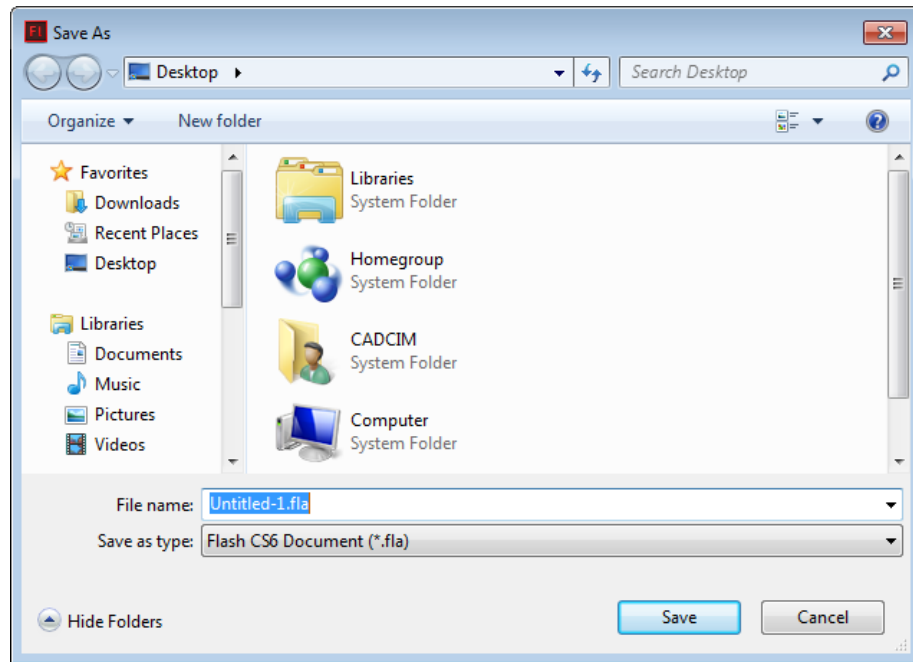 Fl Save As
Desktop
Search Desktop
Organize
New folder
Favorites
Downloads
Recent Places
Desktop
Libraries
Documents
Music
Pictures
Videos
Libraries
System Folder
Homegroup
System Folder
CADCIM
System Folder
Computer
System Folder
File name: Untitled-1.fla
Save as type: Flash CS6 Document (*.fla)
Hide Folders
Save
Cancel